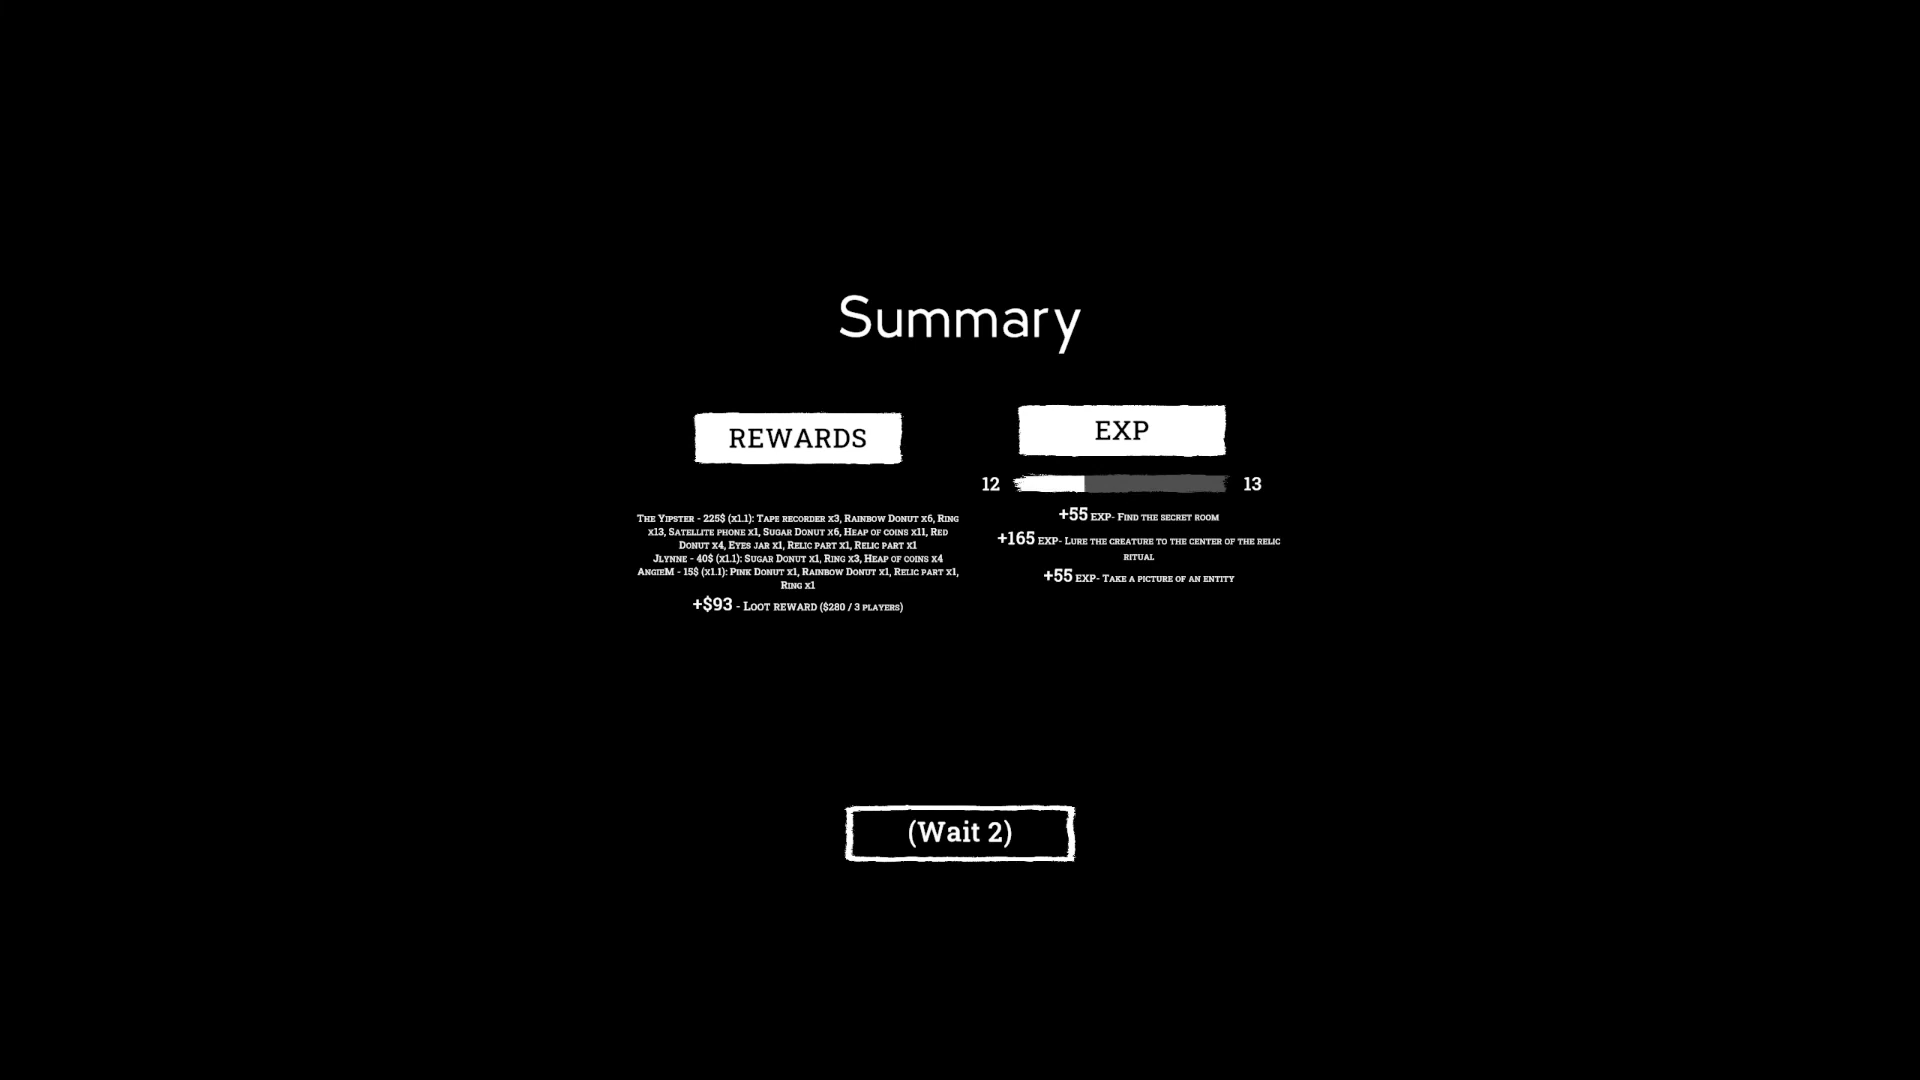 Summary
REWARDS
The Yipster - 225$ (x1.1): Tape recorder x3, Rainbow Donut x6, Ring
x13, Satellite phone x1, Sugar Donut x6, Heap of coins x11, Red
Donut x4, Eyes jar x1, Relic part x1, Relic part x1
Jlynne - 40$ (x1.1): Sugar Donut x1, Ring x3, Heap of coins x4
AngieM - 15$ (x1.1): Pink Donut x1, Rainbow Donut x1, Relic part x1,
Ring x1
+$93 - Loot reward ($280 / 3 players)
EXP
12 13
+55 exp- Find the secret room
+165 exp- Lure the creature to the center of the relic
ritual
+55 exp- Take a picture of an entity
(Wait 2)